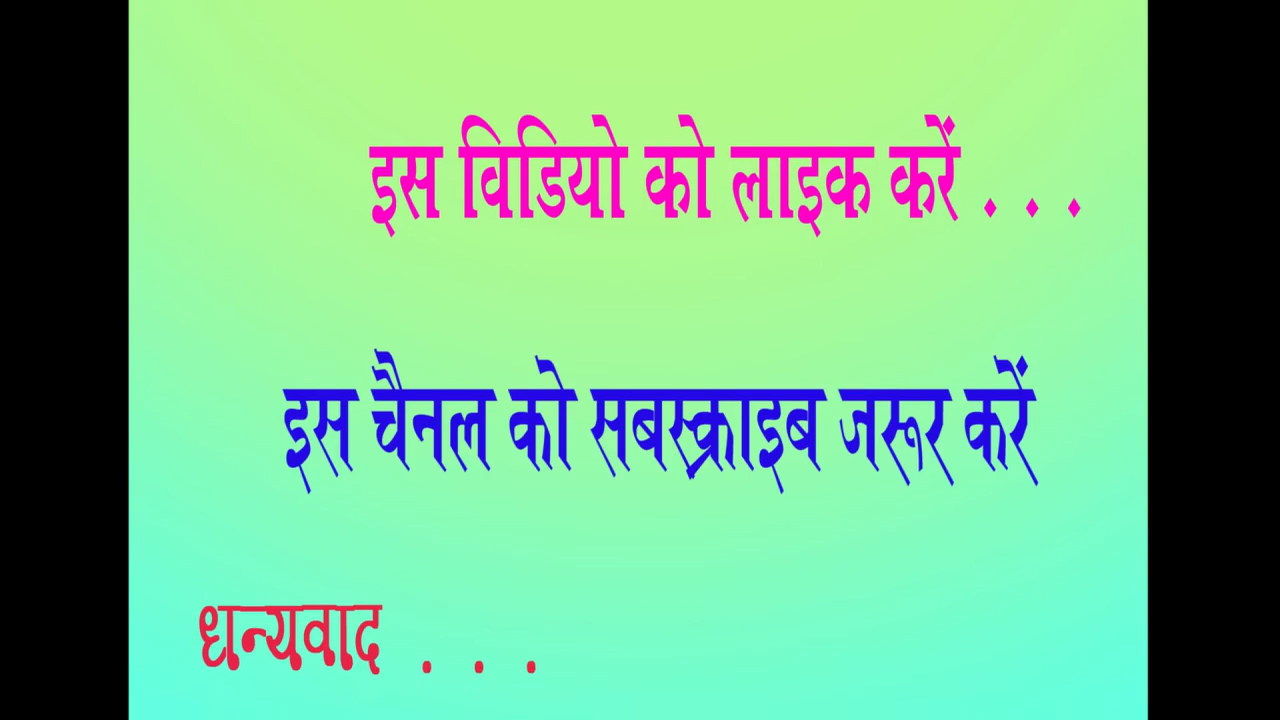 इस विडियो को लाइक करें . . .
इस चैनल को सबस्क्राइब जरूर करें
धन्यवाद . . .